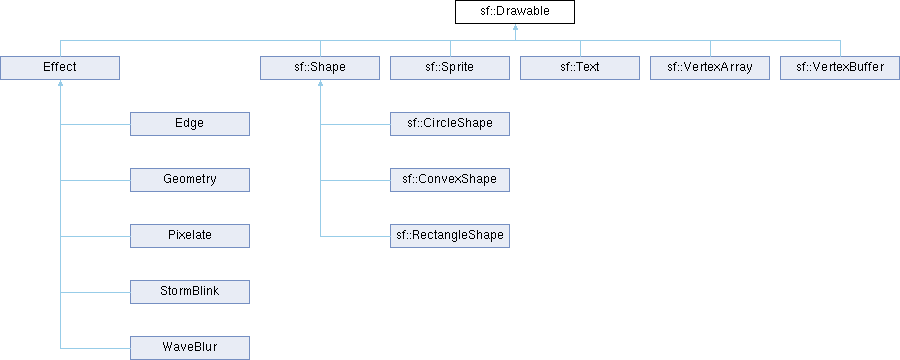 sf::Drawable
Effect
sf::Shape
sf::Sprite
sf::Text
sf::VertexArray
sf::VertexBuffer
Edge
sf::CircleShape
Geometry
sf::ConvexShape
Pixelate
sf::RectangleShape
StormBlink
WaveBlur